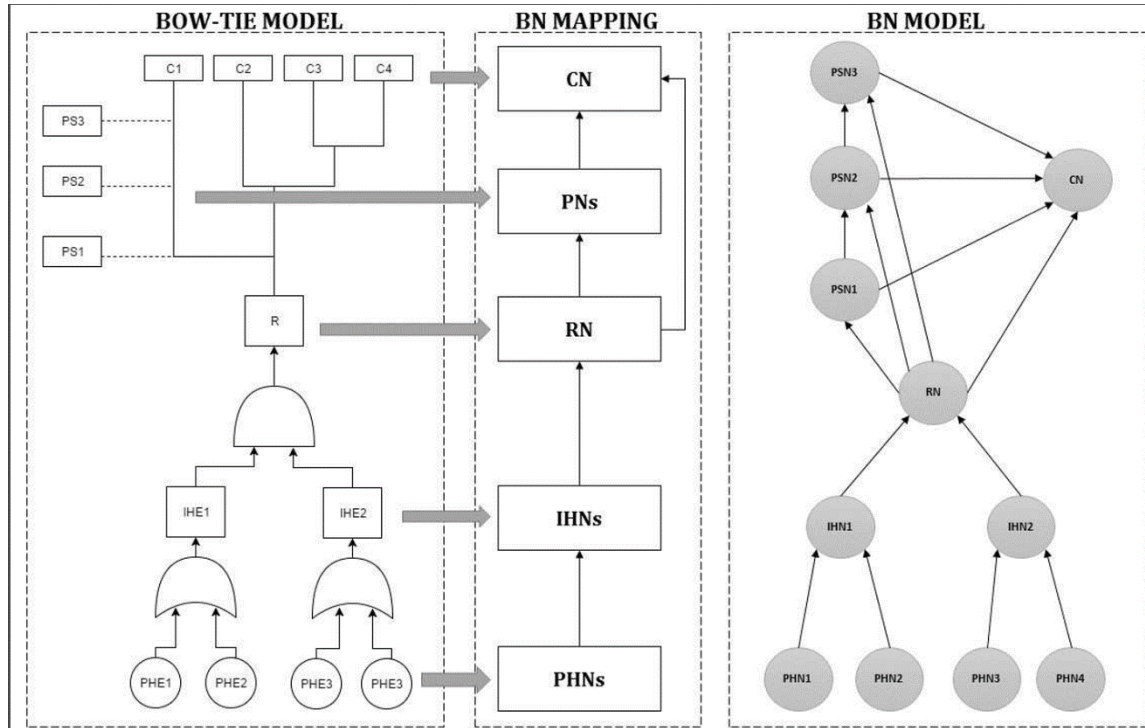 BOW-TIE MODEL
BN MAPPING
BN MODEL
C1
C2
C3
C4
PS3
PS2
PS1
R
IHE1
IHE2
PHE1
PHE2
PHE3
PHE3
CN
PNs
RN
IHNs
PHNs
PSN3
PSN2
CN
PSN1
RN
IHN1
IHN2
PHN1
PHN2
PHN3
PHN4